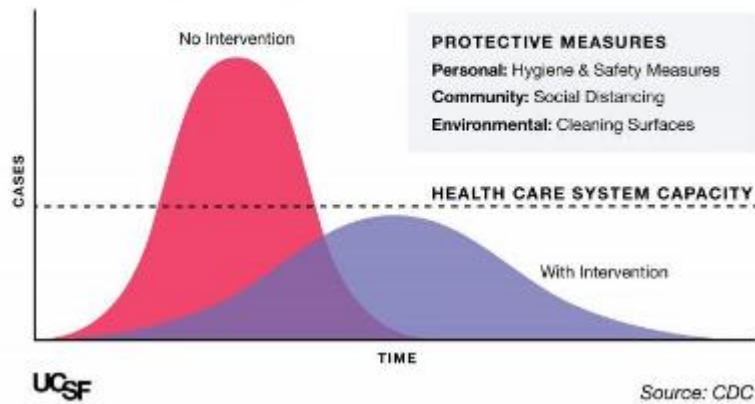 No Intervention
PROTECTIVE MEASURES
Personal: Hygiene & Safety Measures
Community: Social Distancing
Environmental: Cleaning Surfaces
CASES
HEALTH CARE SYSTEM CAPACITY
With Intervention
TIME
UCSF
Source: CDC